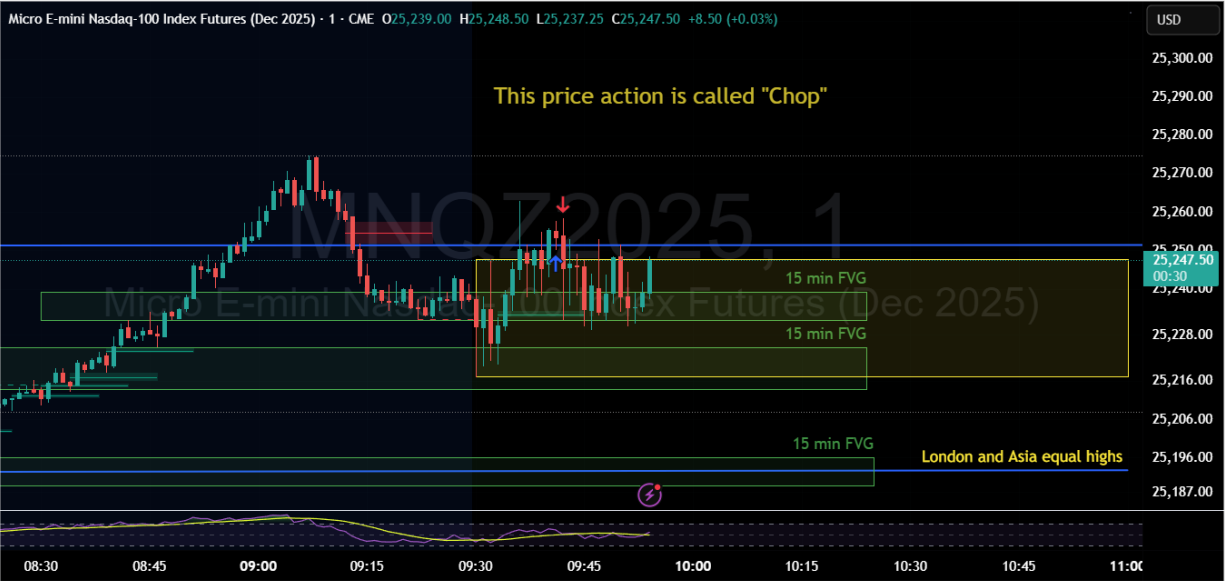 Micro E-mini Nasdaq-100 Index Futures (Dec 2025) · 1 · CME O25,239.00 H25,248.50 L25,237.25 C25,247.50 +8.50 (+0.03%)
USD
25,300.00
This price action is called "Chop"
25,290.00
25,280.00
25,270.00
MNQZ2025, 1
25,260.00
25,250.00
25,247.50
00:30
15 min FVG
25,240.00
Micro E-mini Nasdaq-100 Index Futures (Dec 2025)
15 min FVG
25,228.00
25,216.00
25,206.00
15 min FVG
London and Asia equal highs
25,196.00
25,187.00
08:30 08:45 09:00 09:15 09:30 09:45 10:00 10:15 10:30 10:45 11:00